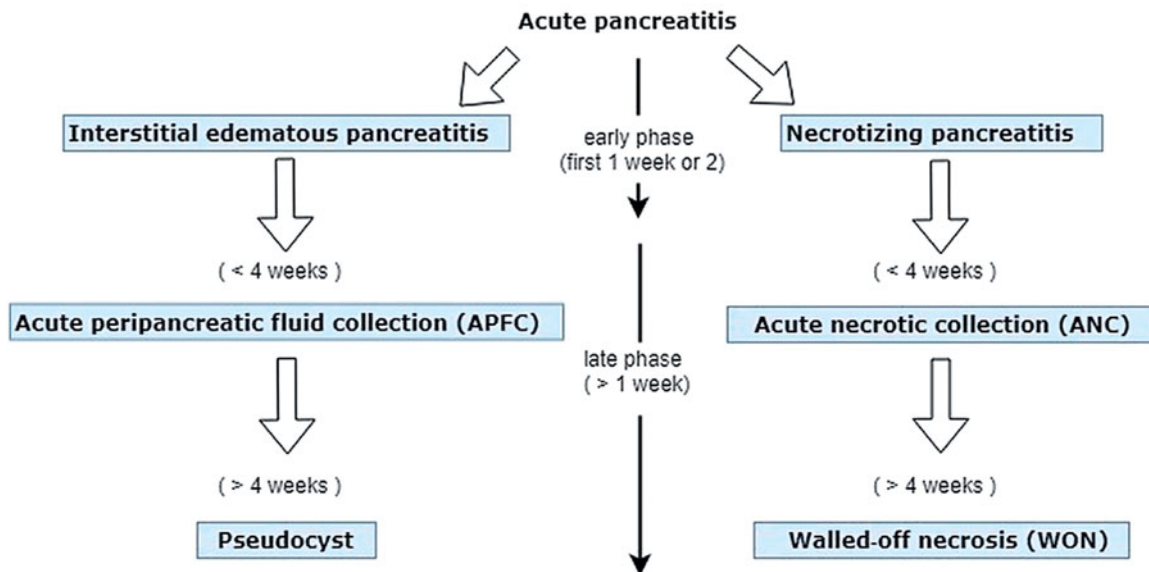 Acute pancreatitis
Interstitial edematous pancreatitis
early phase
(first 1 week or 2)
Necrotizing pancreatitis
( < 4 weeks )
( < 4 weeks )
Acute peripancreatic fluid collection (APFC)
Acute necrotic collection (ANC)
late phase
( > 1 week)
( > 4 weeks )
( > 4 weeks )
Pseudocyst
Walled-off necrosis (WON)